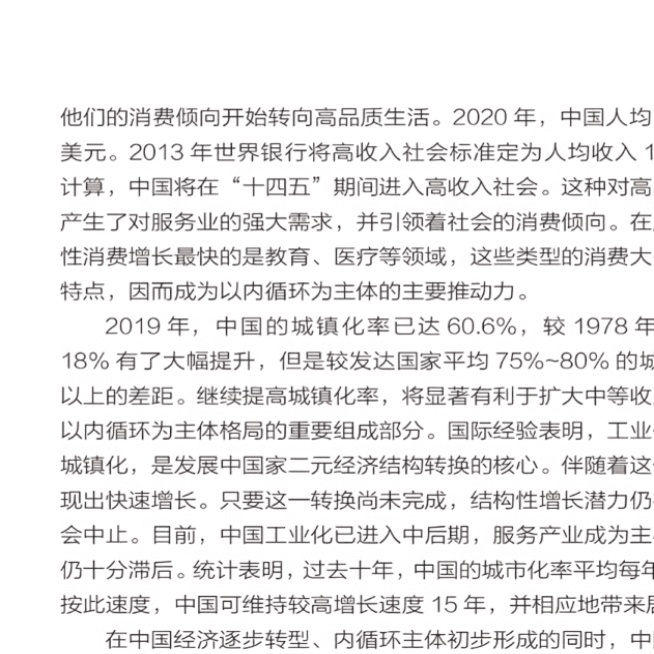 他们的消费倾向开始转向高品质生活。2020 年，中国人均
美元。2013 年世界银行将高收入社会标准定为人均收入 1
计算，中国将在“十四五”期间进入高收入社会。这种对高
产生了对服务业的强大需求，并引领着社会的消费倾向。在
性消费增长最快的是教育、医疗等领域，这些类型的消费大
特点，因而成为以内循环为主体的主要推动力。
2019 年，中国的城镇化率已达 60.6%，较 1978 年
18% 有了大幅提升，但是较发达国家平均 75%~80% 的城
以上的差距。继续提高城镇化率，将显著有利于扩大中等收
以内循环为主体格局的重要组成部分。国际经验表明，工业
城镇化，是发展中国家二元经济结构转换的核心。伴随着这
现出快速增长。只要这一转换尚未完成，结构性增长潜力仍
会中止。目前，中国工业化已进入中后期，服务产业成为主
仍十分滞后。统计表明，过去十年，中国的城市化率平均每年
按此速度，中国可维持较高增长速度 15 年，并相应地带来
在中国经济逐步转型、内循环主体初步形成的同时，中